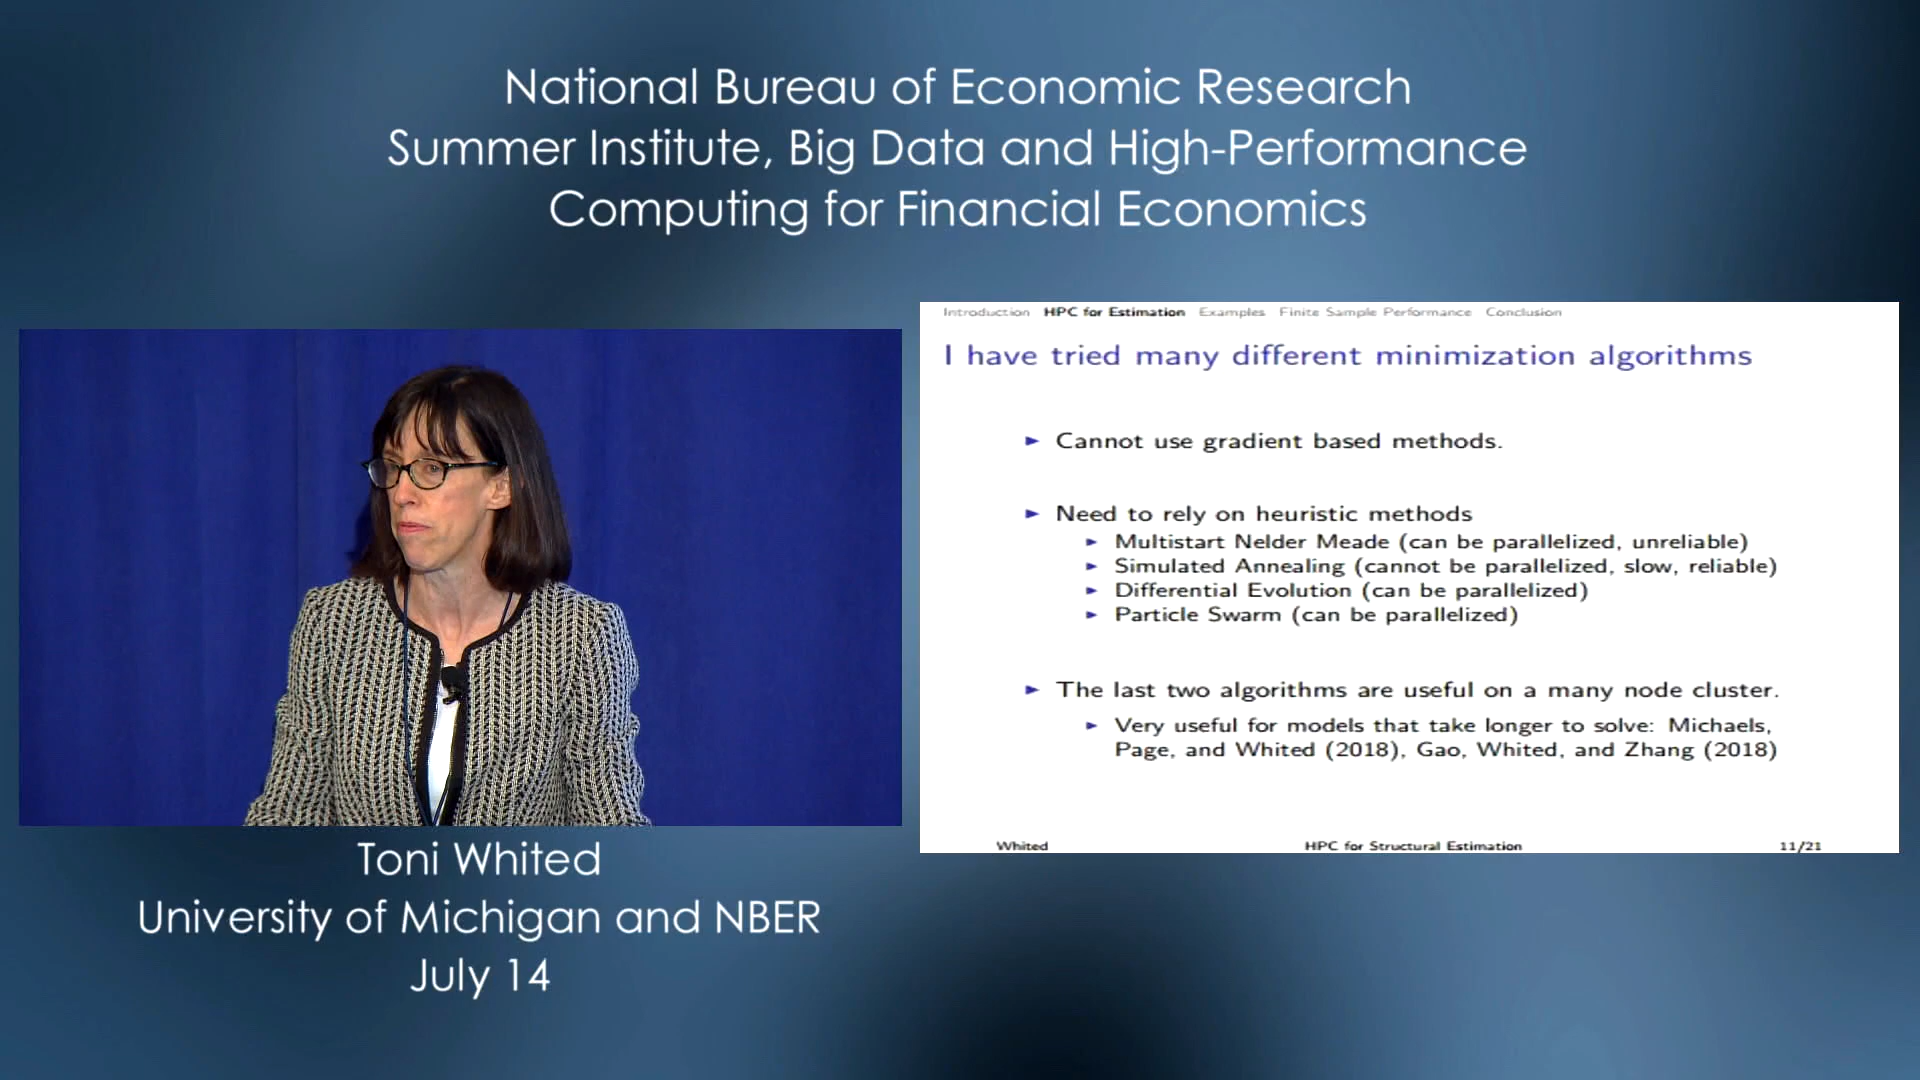 National Bureau of Economic Research
Summer Institute, Big Data and High-Performance
Computing for Financial Economics
Introduction HPC for Estimation Examples Finite Sample Performance Conclusion
I have tried many different minimization algorithms
► Cannot use gradient based methods.
► Need to rely on heuristic methods
► Multistart Nelder Meade (can be parallelized, unreliable)
► Simulated Annealing (cannot be parallelized, slow, reliable)
► Differential Evolution (can be parallelized)
► Particle Swarm (can be parallelized)
► The last two algorithms are useful on a many node cluster.
► Very useful for models that take longer to solve: Michaels,
Page, and Whited (2018), Gao, Whited, and Zhang (2018)
Whited HPC for Structural Estimation 11/21
Toni Whited
University of Michigan and NBER
July 14